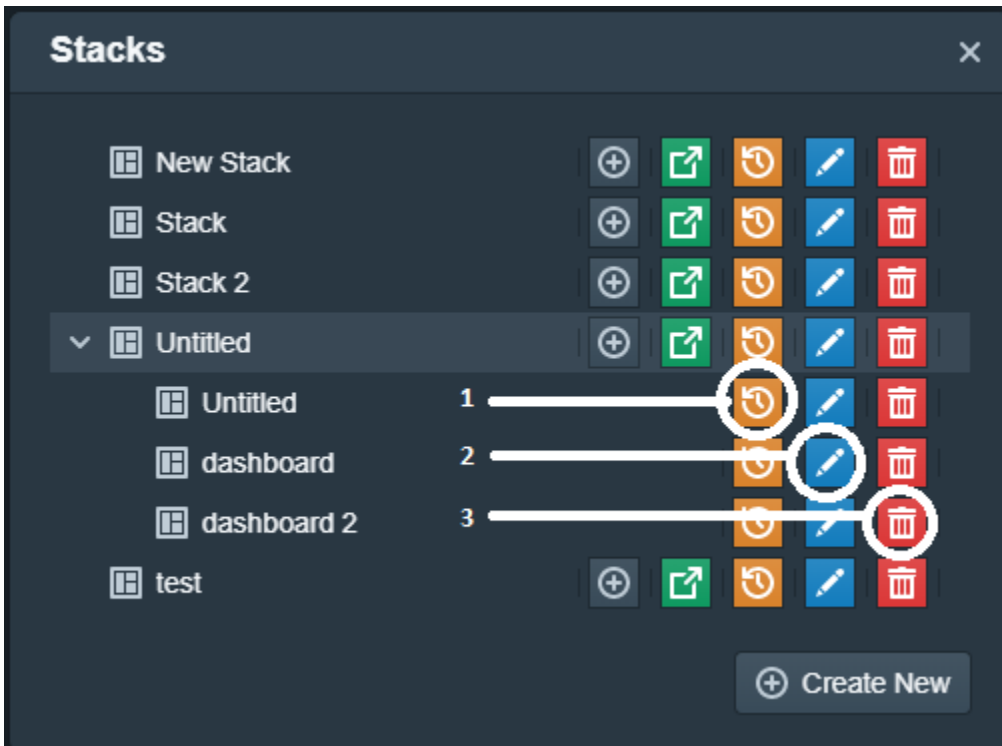 Stacks
New Stack
Stack
Stack 2
Untitled
Untitled 1
dashboard 2
dashboard 2 3
test
Create New